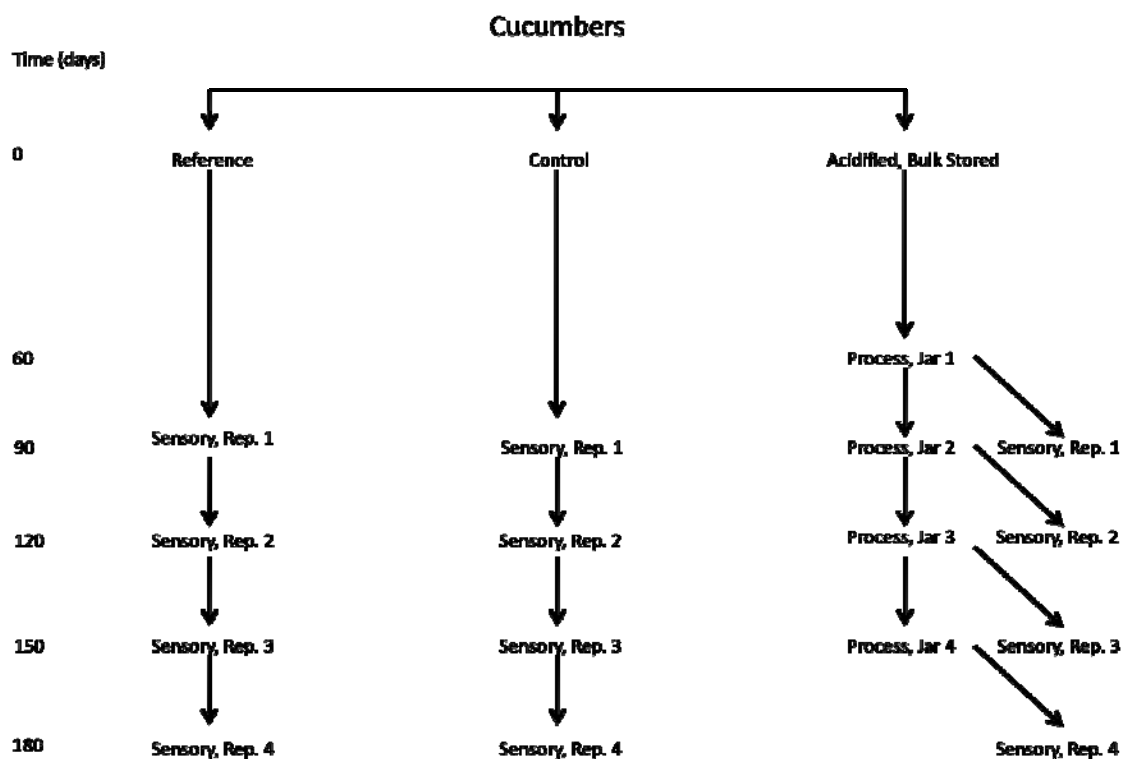 Cucumbers
Time (days)
0 Reference Control Acidified, Bulk Stored
60 Process, Jar 1
90 Sensory, Rep. 1 Sensory, Rep. 1 Process, Jar 2 Sensory, Rep. 1
120 Sensory, Rep. 2 Sensory, Rep. 2 Process, Jar 3 Sensory, Rep. 2
150 Sensory, Rep. 3 Sensory, Rep. 3 Process, Jar 4 Sensory, Rep. 3
180 Sensory, Rep. 4 Sensory, Rep. 4 Sensory, Rep. 4